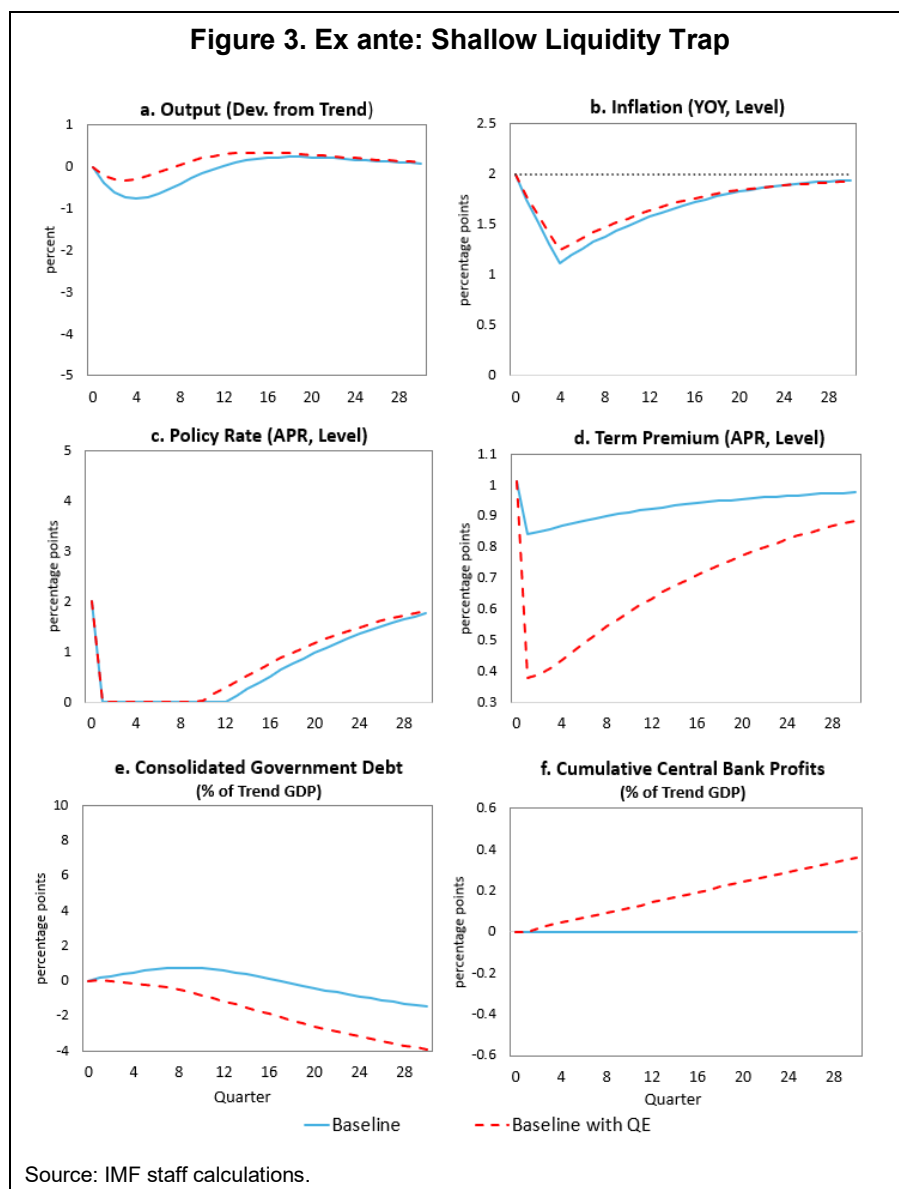 Figure 3. Ex ante: Shallow Liquidity Trap
a. Output (Dev. from Trend)
1
0
-1
-2
-3
-4
-5
percent
0 4 8 12 16 20 24 28
b. Inflation (YOY, Level)
2.5
2
1.5
1
0.5
0
percentage points
0 4 8 12 16 20 24 28
c. Policy Rate (APR, Level)
5
4
3
2
1
0
percentage points
0 4 8 12 16 20 24 28
d. Term Premium (APR, Level)
1.1
1
0.9
0.8
0.7
0.6
0.5
0.4
0.3
percentage points
0 4 8 12 16 20 24 28
e. Consolidated Government Debt
(% of Trend GDP)
10
8
6
4
2
0
-2
-4
percentage points
0 4 8 12 16 20 24 28
Quarter
f. Cumulative Central Bank Profits
(% of Trend GDP)
0.6
0.4
0.2
0
-0.2
-0.4
-0.6
percentage points
0 4 8 12 16 20 24 28
Quarter
Baseline
Baseline with QE
Source: IMF staff calculations.